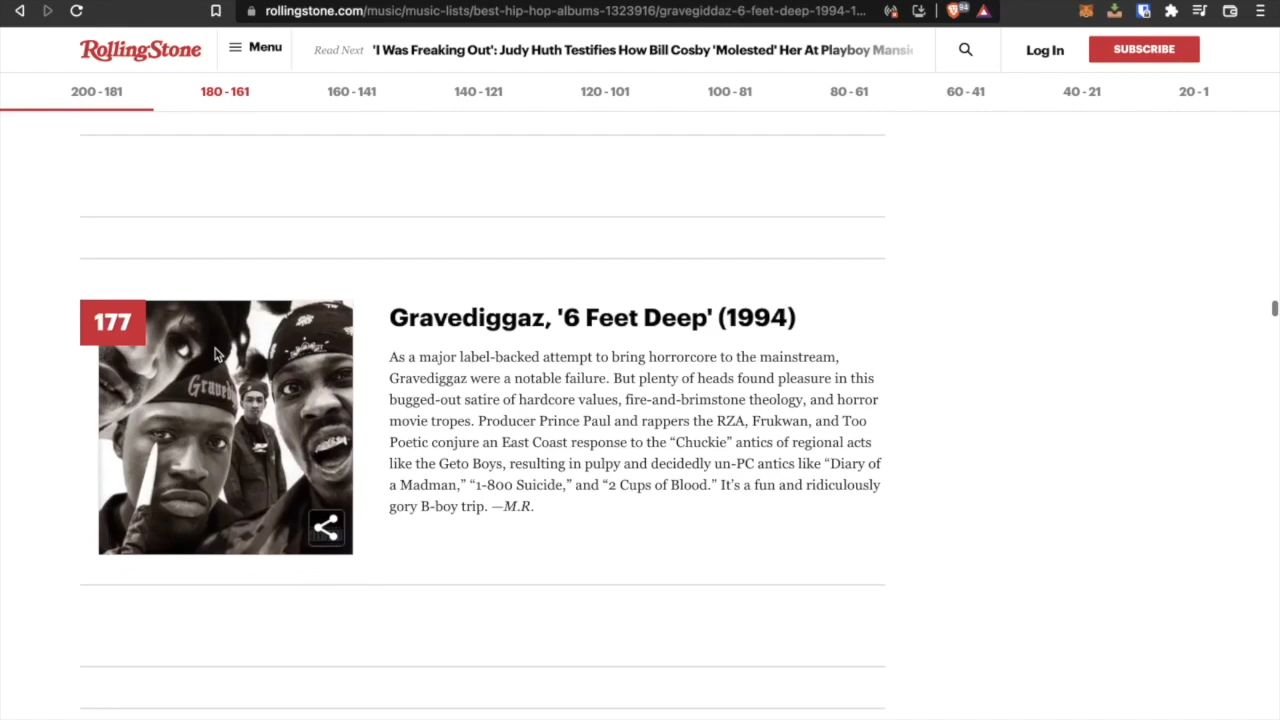 rollingstone.com/music/music-lists/best-hip-hop-albums-1323916/gravegiddaz-6-feet-deep-1994-1...
94
RollingStone
Menu
Read Next 'I Was Freaking Out': Judy Huth Testifies How Bill Cosby 'Molested' Her At Playboy Mansi
Log In
SUBSCRIBE
200 - 181
180 - 161
160 - 141
140 - 121
120 - 101
100 - 81
80 - 61
60 - 41
40 - 21
20 - 1
177
Gravediggaz, '6 Feet Deep' (1994)
As a major label-backed attempt to bring horrorcore to the mainstream,
Gravediggaz were a notable failure. But plenty of heads found pleasure in this
bugged-out satire of hardcore values, fire-and-brimstone theology, and horror
movie tropes. Producer Prince Paul and rappers the RZA, Frukwan, and Too
Poetic conjure an East Coast response to the “Chuckie” antics of regional acts
like the Geto Boys, resulting in pulpy and decidedly un-PC antics like “Diary of
a Madman,” “1-800 Suicide,” and “2 Cups of Blood.” It’s a fun and ridiculously
gory B-boy trip. —M.R.